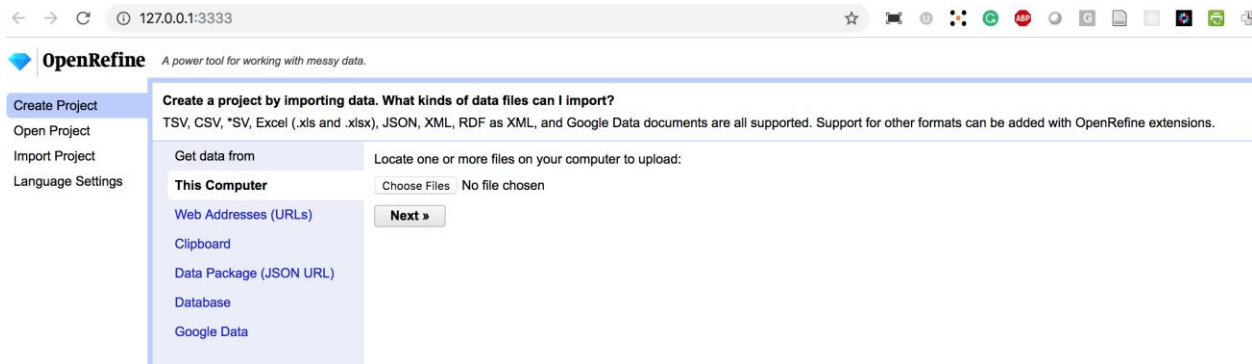 127.0.0.1:3333
OpenRefine A power tool for working with messy data.
Create Project
Open Project
Import Project
Language Settings
Create a project by importing data. What kinds of data files can I import?
TSV, CSV, *SV, Excel (.xls and .xlsx), JSON, XML, RDF as XML, and Google Data documents are all supported. Support for other formats can be added with OpenRefine extensions.
Get data from
This Computer
Web Addresses (URLs)
Clipboard
Data Package (JSON URL)
Database
Google Data
Locate one or more files on your computer to upload:
Choose Files No file chosen
Next »
ABP
G